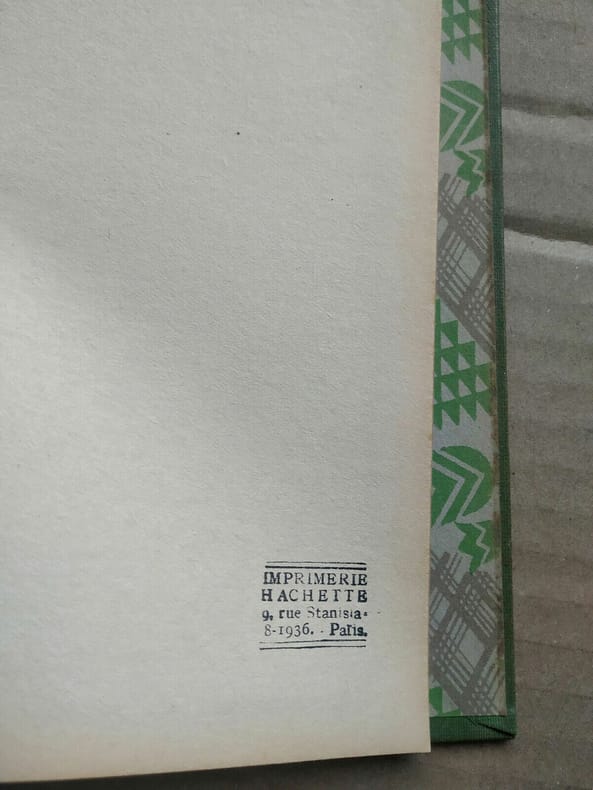 IMPRIMERIE
HACHETTE
9, rue Stanisla-
8-1936. - Paris.